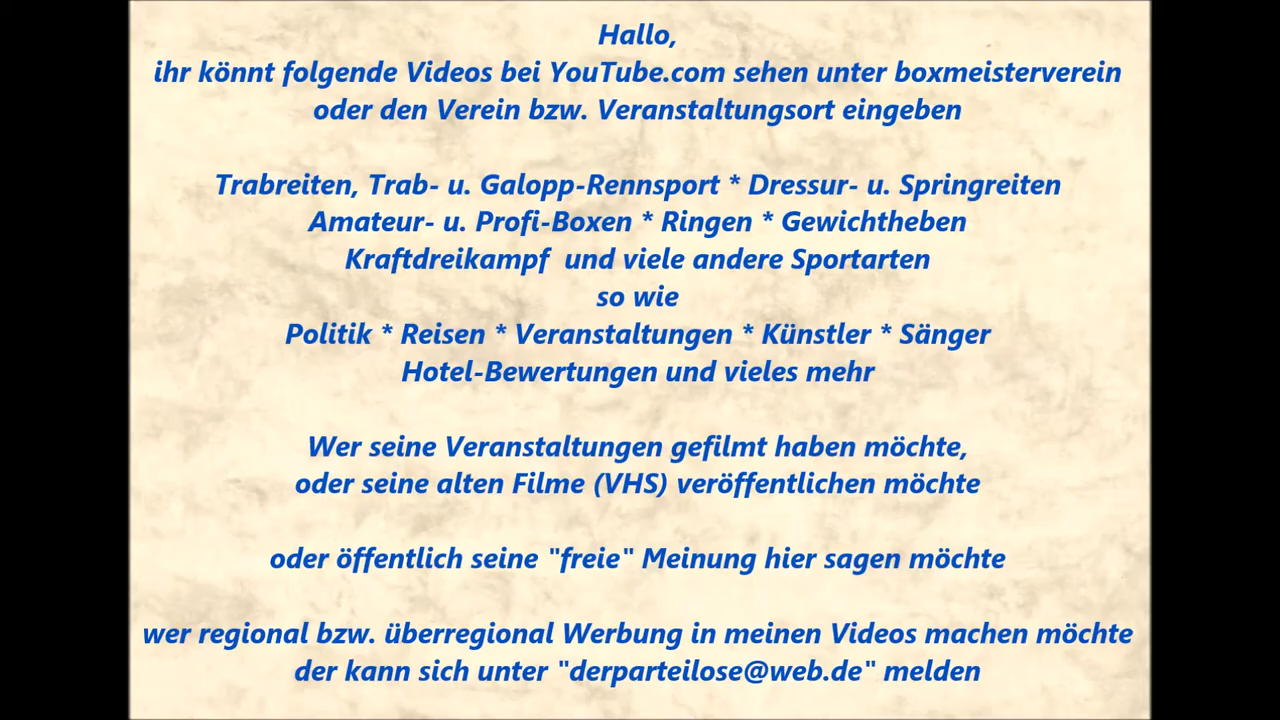 Hallo,
ihr könnt folgende Videos bei YouTube.com sehen unter boxmeisterverein
oder den Verein bzw. Veranstaltungsort eingeben
Trabreiten, Trab- u. Galopp-Rennsport * Dressur- u. Springreiten
Amateur- u. Profi-Boxen * Ringen * Gewichtheben
Kraftdreikampf  und viele andere Sportarten
so wie
Politik * Reisen * Veranstaltungen * Künstler * Sänger
Hotel-Bewertungen und vieles mehr
Wer seine Veranstaltungen gefilmt haben möchte,
oder seine alten Filme (VHS) veröffentlichen möchte
oder öffentlich seine "freie" Meinung hier sagen möchte
wer regional bzw. überregional Werbung in meinen Videos machen möchte
der kann sich unter "derparteilose@web.de" melden